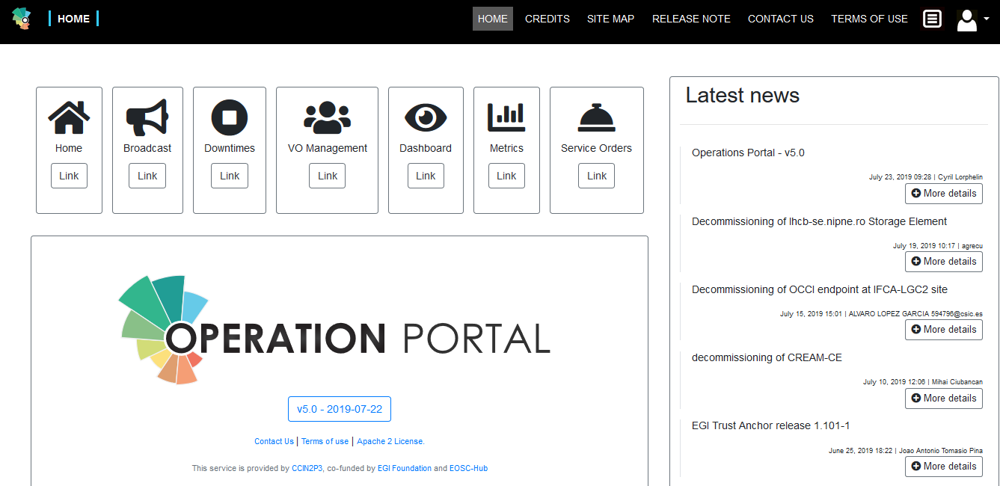 HOME
HOME CREDITS SITE MAP RELEASE NOTE CONTACT US TERMS OF USE
Home Broadcast Downtimes VO Management Dashboard Metrics Service Orders
Link Link Link Link Link Link Link
OPERATION PORTAL
v5.0 - 2019-07-22
Contact Us | Terms of use | Apache 2 License.
This service is provided by CCIN2P3, co-funded by EGI Foundation and EOSC-Hub
Latest news
Operations Portal - v5.0
July 23, 2019 09:28 | Cyril Lorphelin
More details
Decommissioning of lhcb-se.nipne.ro Storage Element
July 19, 2019 10:17 | agrecu
More details
Decommissioning of OCCI endpoint at IFCA-LGC2 site
July 15, 2019 15:01 | ALVARO LOPEZ GARCIA 594796@csic.es
More details
decommissioning of CREAM-CE
July 10, 2019 12:06 | Mihai Ciubancan
More details
EGI Trust Anchor release 1.101-1
June 25, 2019 18:22 | Joao Antonio Tomasio Pina
More details